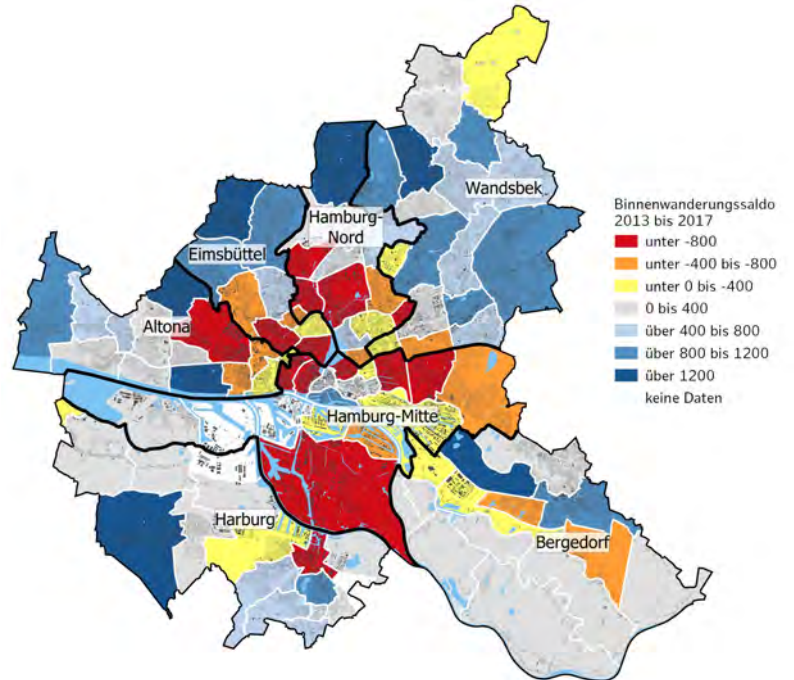 Wandsbek
Hamburg-
Nord
Eimsbüttel
Altona
Hamburg-Mitte
Harburg
Bergedorf
Binnenwanderungssaldo
2013 bis 2017
unter -800
unter -400 bis -800
unter 0 bis -400
0 bis 400
über 400 bis 800
über 800 bis 1200
über 1200
keine Daten